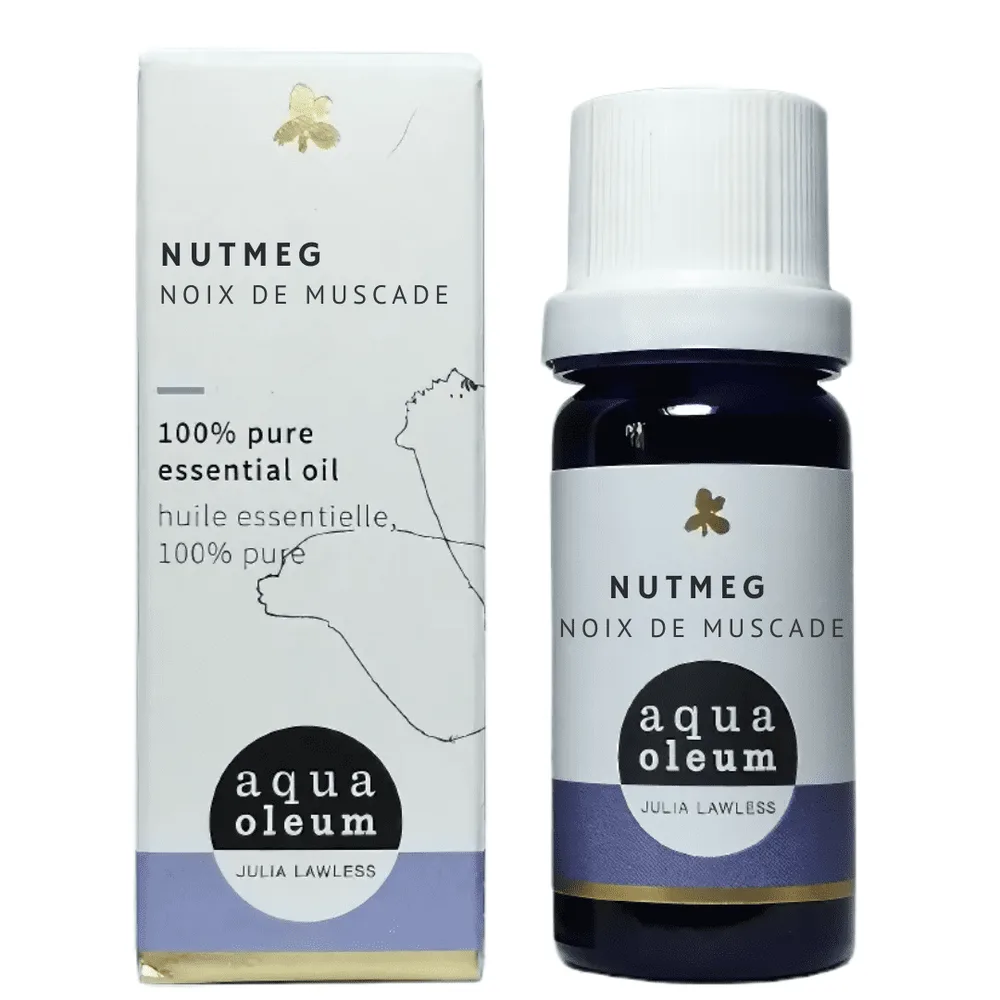 NUTMEG
NOIX DE MUSCADE
100% pure
essential oil
huile essentielle,
100% pure
aqua
oleum
JULIA LAWLESS
NUTMEG
NOIX DE MUSCADE
aqua
oleum
JULIA LAWLESS